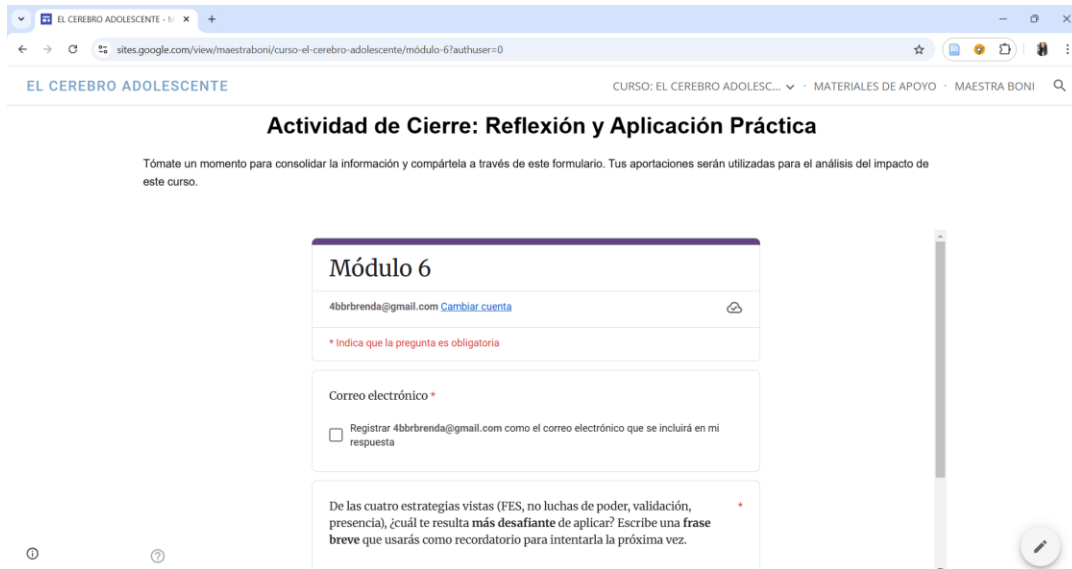 EL CEREBRO ADOLESCENTE - M
sites.google.com/view/maestraboni/curso-el-cerebro-adolescente/módulo-6?authuser=0
EL CEREBRO ADOLESCENTE
CURSO: EL CEREBRO ADOLESC... · MATERIALES DE APOYO · MAESTRA BONI
Actividad de Cierre: Reflexión y Aplicación Práctica
Tómate un momento para consolidar la información y compártela a través de este formulario. Tus aportaciones serán utilizadas para el análisis del impacto de
este curso.
Módulo 6
4bbrbrenda@gmail.com Cambiar cuenta
* Indica que la pregunta es obligatoria
Correo electrónico *
Registrar 4bbrbrenda@gmail.com como el correo electrónico que se incluirá en mi
respuesta
De las cuatro estrategias vistas (FES, no luchas de poder, validación, *
presencia), ¿cuál te resulta más desafiante de aplicar? Escribe una frase
breve que usarás como recordatorio para intentarla la próxima vez.